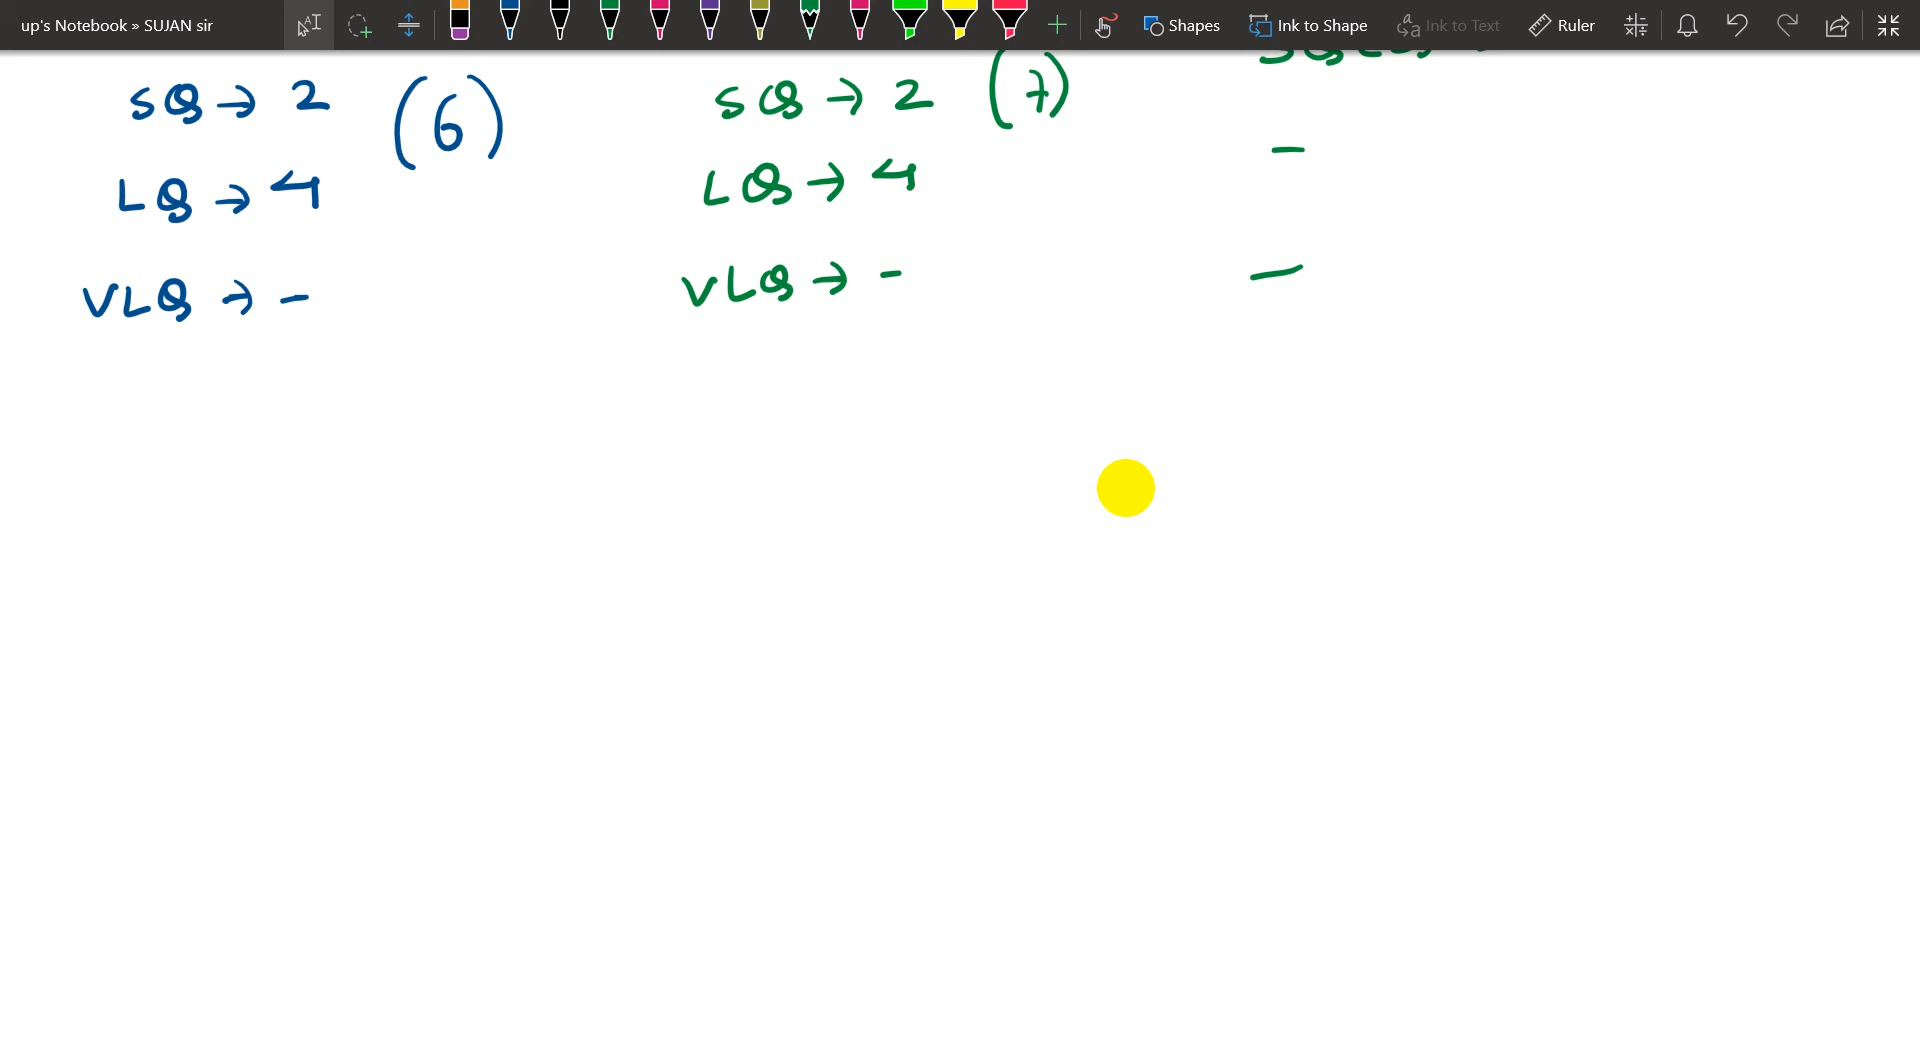 up's Notebook » SUJAN sir Shapes Ink to Shape Ink to Text Ruler
SQ → 2 (6) SQ → 2 (7)
-
LQ → 4 LQ → 4
VLQ → - VLQ → - -